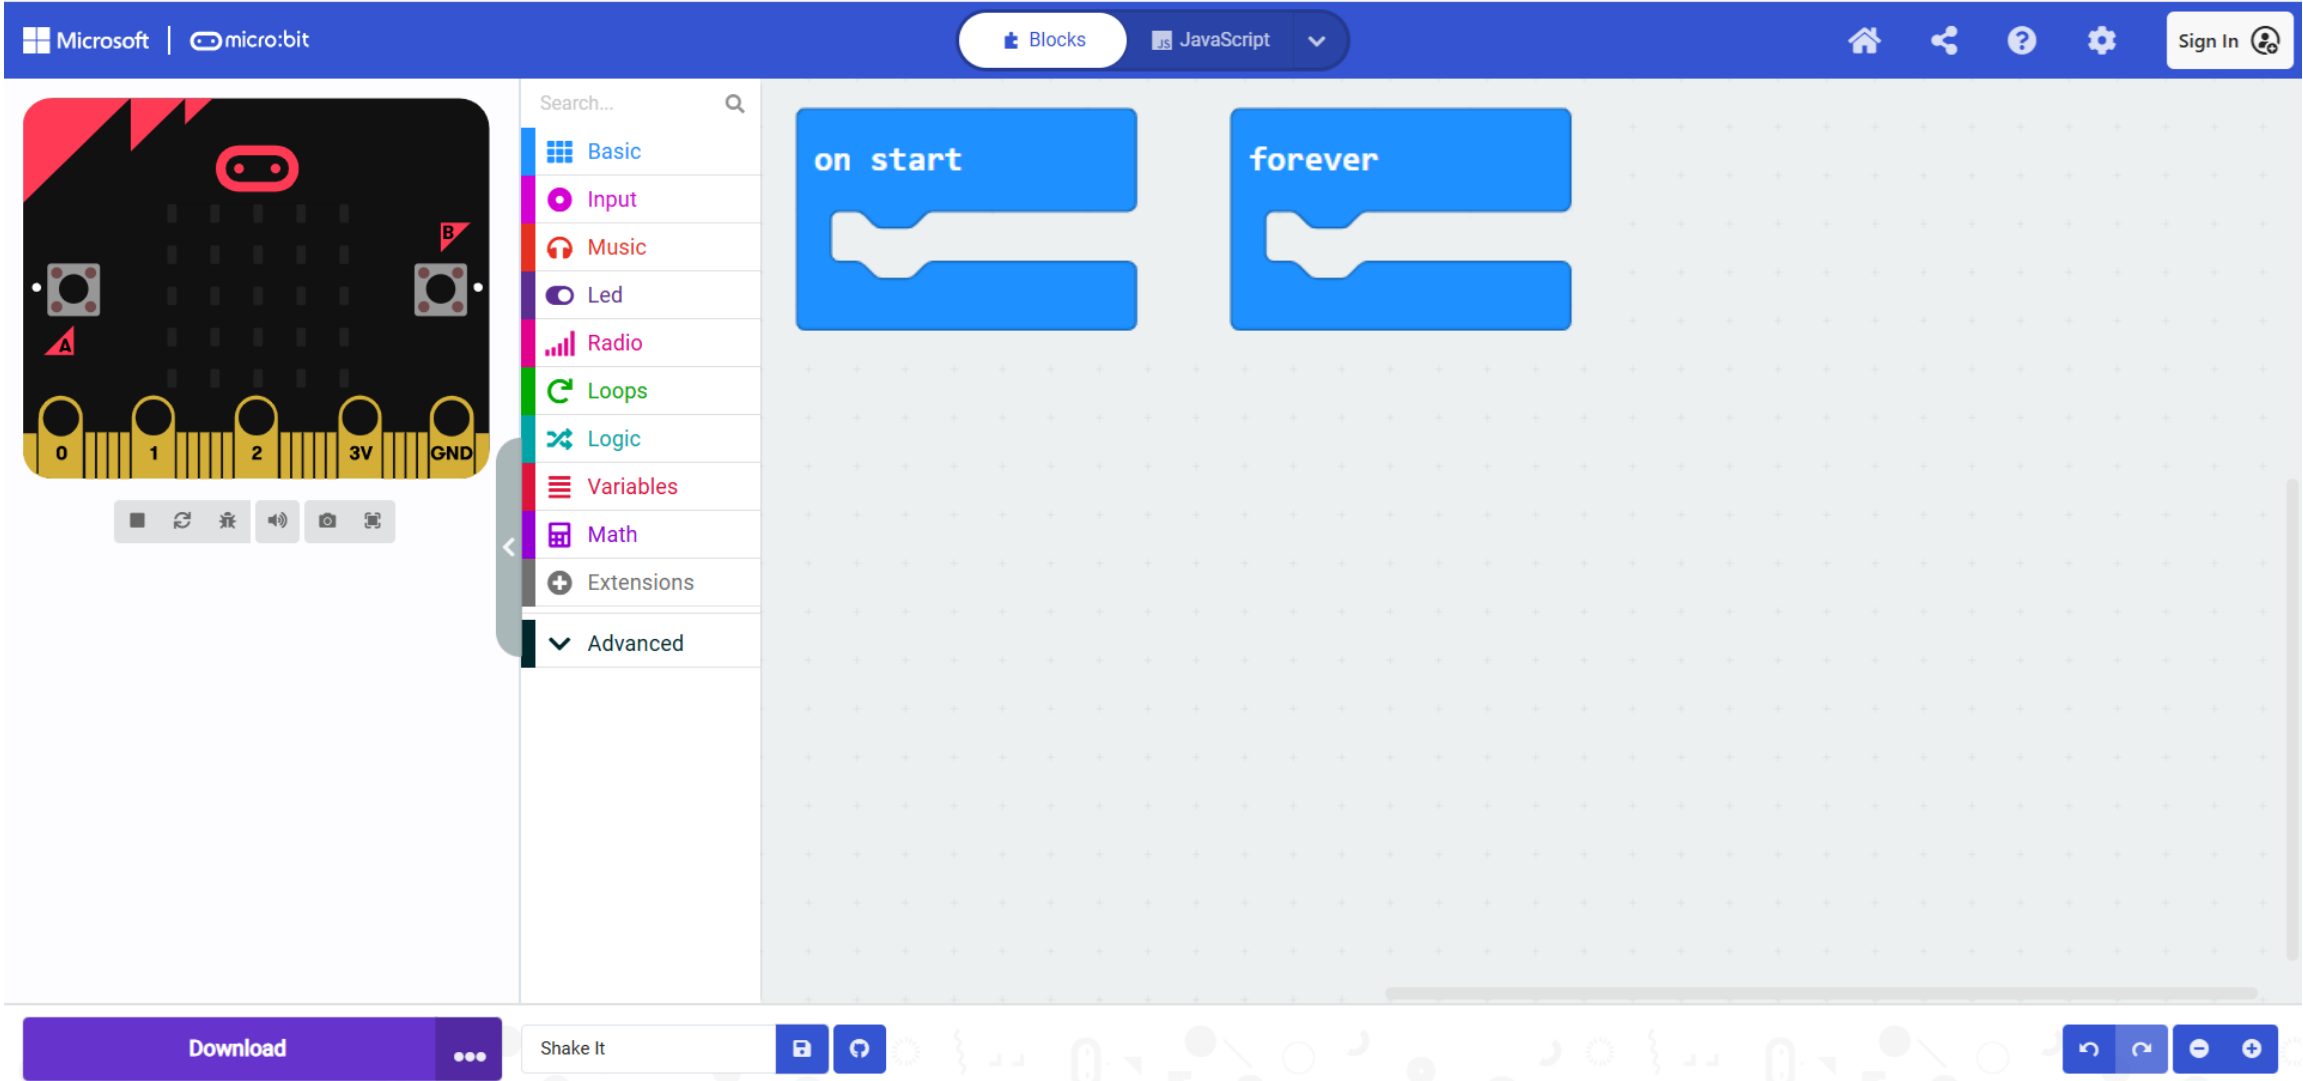 Microsoft micro:bit Blocks JS JavaScript Sign In
Search...
Basic
Input
Music
Led
Radio
Loops
Logic
Variables
Math
Extensions
Advanced
on start
forever
B
A
0 1 2 3V GND
Download
Shake It